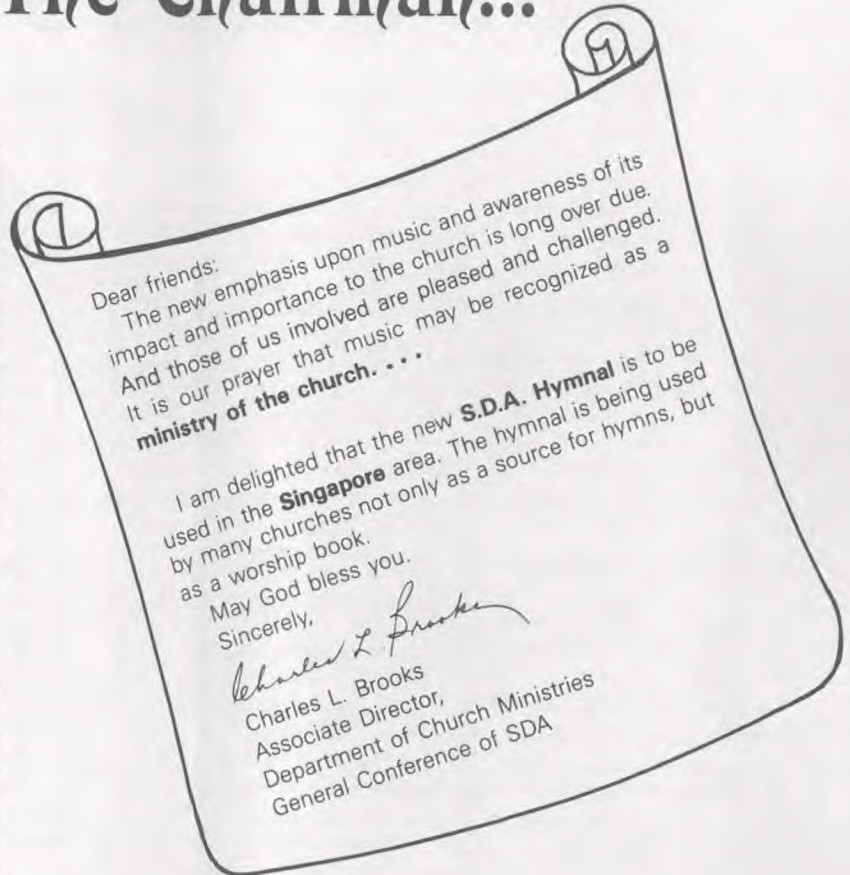 The Chairman...
Dear friends:
The new emphasis upon music and awareness of its
impact and importance to the church is long over due.
And those of us involved are pleased and challenged.
It is our prayer that music may be recognized as a
ministry of the church. . . .
I am delighted that the new S.D.A. Hymnal is to be
used in the Singapore area. The hymnal is being used
by many churches not only as a source for hymns, but
as a worship book.
May God bless you.
Sincerely,
Charles L. Brooks
Charles L. Brooks
Associate Director,
Department of Church Ministries
General Conference of SDA